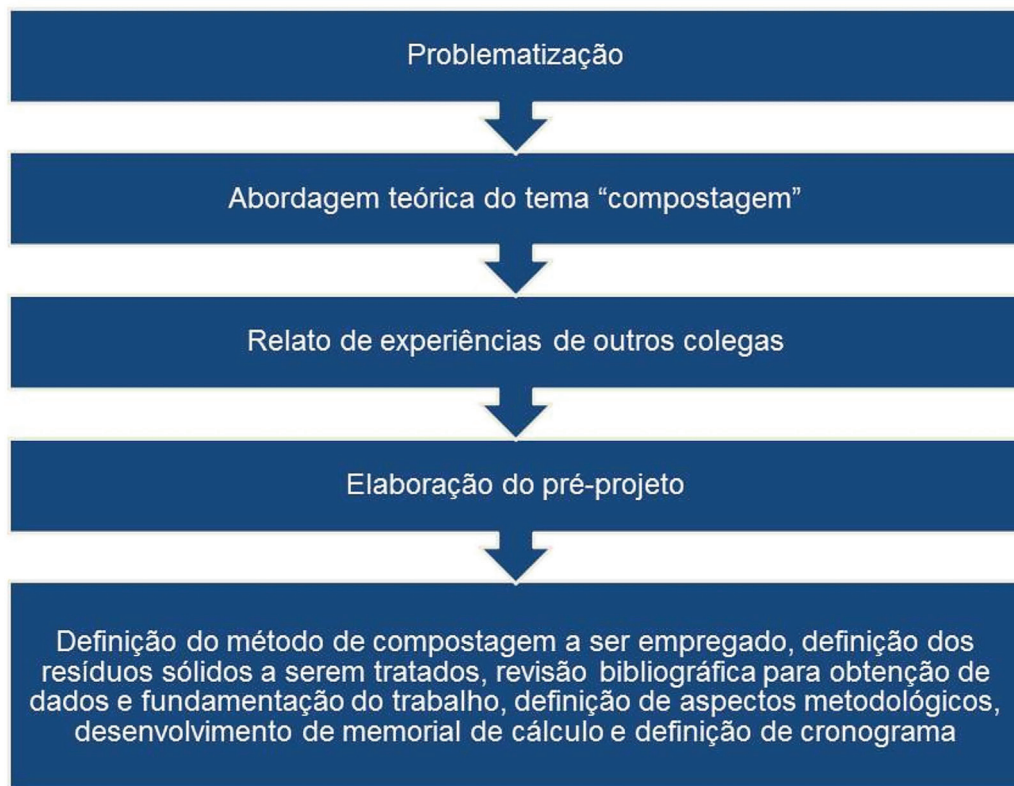 Problematização
Abordagem teórica do tema “compostagem”
Relato de experiências de outros colegas
Elaboração do pré-projeto
Definição do método de compostagem a ser empregado, definição dos
resíduos sólidos a serem tratados, revisão bibliográfica para obtenção de
dados e fundamentação do trabalho, definição de aspectos metodológicos,
desenvolvimento de memorial de cálculo e definição de cronograma